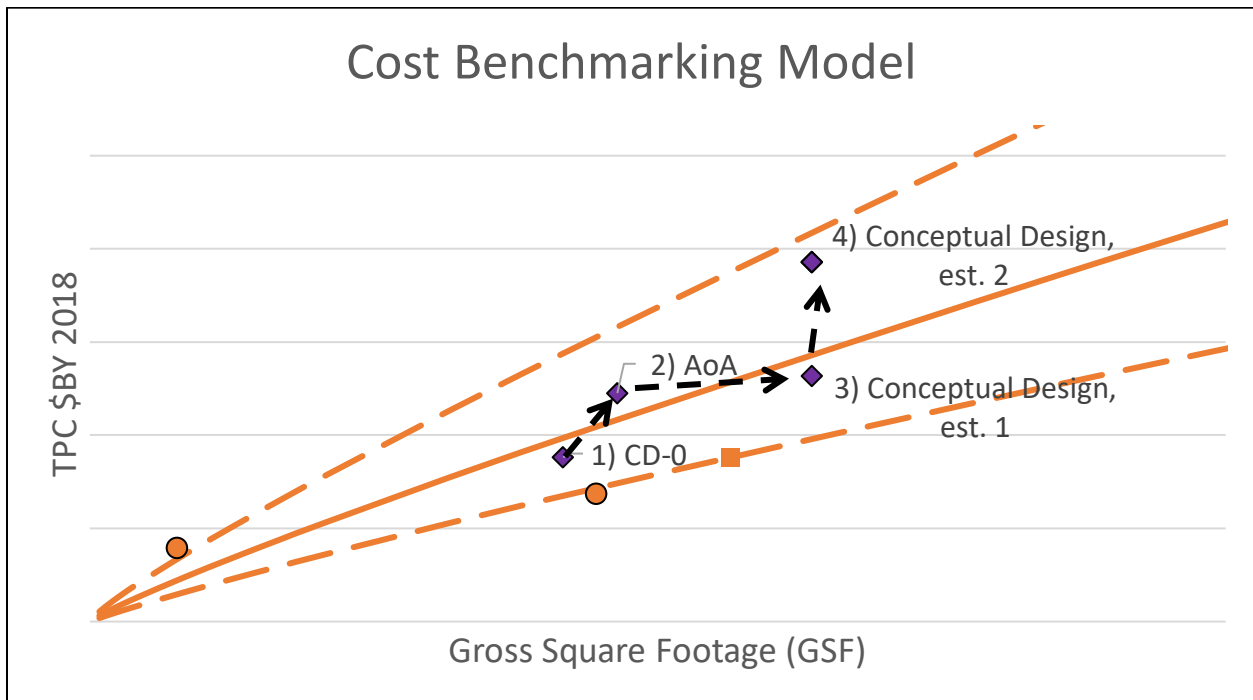 Cost Benchmarking Model
TPC $BY 2018
4) Conceptual Design,
est. 2
2) AoA
3) Conceptual Design,
est. 1
1) CD-0
Gross Square Footage (GSF)